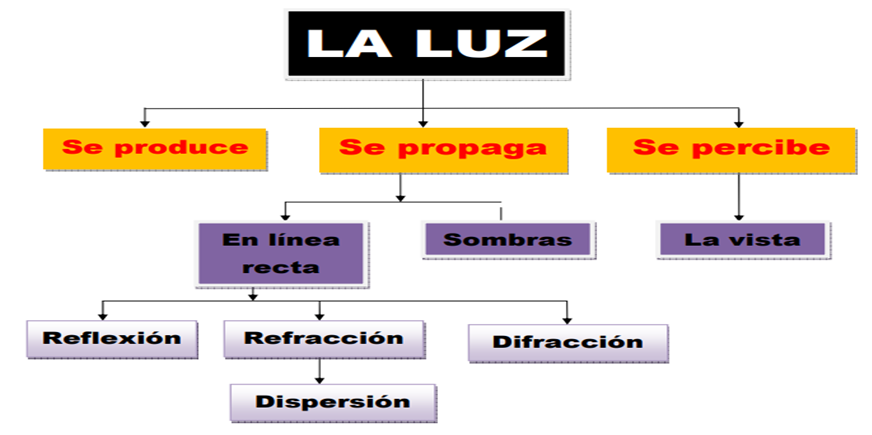 LA LUZ
Se produce
Se propaga
Se percibe
En línea
recta
Sombras
La vista
Reflexión
Refracción
Difracción
Dispersión